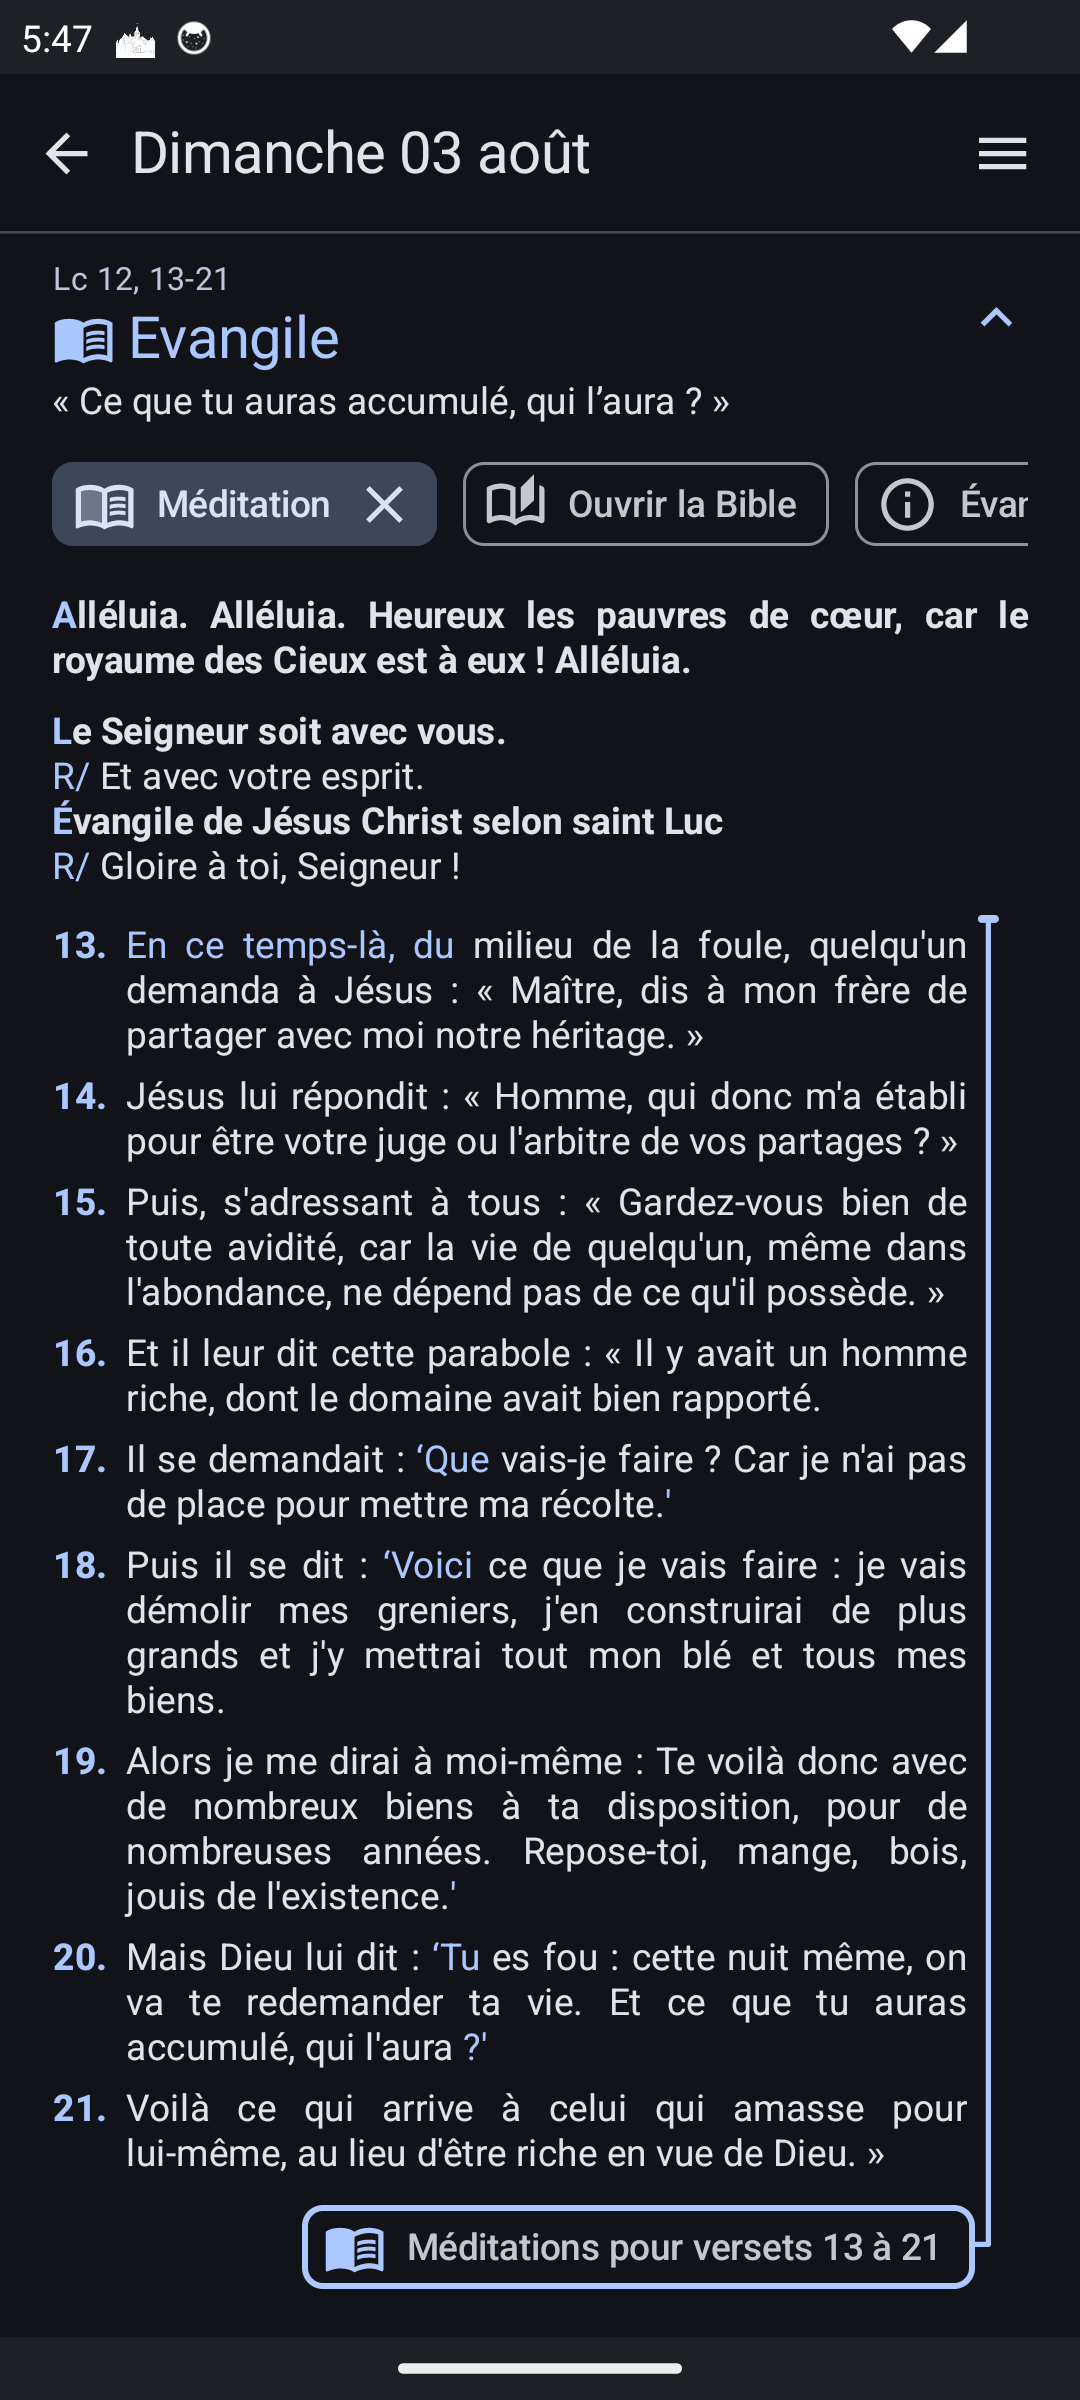 5:47
Dimanche 03 août
Lc 12, 13-21
Evangile
« Ce que tu auras accumulé, qui l’aura ? »
Méditation
Ouvrir la Bible
Évan
Alléluia. Alléluia. Heureux les pauvres de cœur, car le
royaume des Cieux est à eux ! Alléluia.
Le Seigneur soit avec vous.
R/ Et avec votre esprit.
Évangile de Jésus Christ selon saint Luc
R/ Gloire à toi, Seigneur !
13. En ce temps-là, du milieu de la foule, quelqu'un
demanda à Jésus : « Maître, dis à mon frère de
partager avec moi notre héritage. »
14. Jésus lui répondit : « Homme, qui donc m'a établi
pour être votre juge ou l'arbitre de vos partages ? »
15. Puis, s'adressant à tous : « Gardez-vous bien de
toute avidité, car la vie de quelqu'un, même dans
l'abondance, ne dépend pas de ce qu'il possède. »
16. Et il leur dit cette parabole : « Il y avait un homme
riche, dont le domaine avait bien rapporté.
17. Il se demandait : ‘Que vais-je faire ? Car je n'ai pas
de place pour mettre ma récolte.'
18. Puis il se dit : ‘Voici ce que je vais faire : je vais
démolir mes greniers, j'en construirai de plus
grands et j'y mettrai tout mon blé et tous mes
biens.
19. Alors je me dirai à moi-même : Te voilà donc avec
de nombreux biens à ta disposition, pour de
nombreuses années. Repose-toi, mange, bois,
jouis de l'existence.'
20. Mais Dieu lui dit : ‘Tu es fou : cette nuit même, on
va te redemander ta vie. Et ce que tu auras
accumulé, qui l'aura ?'
21. Voilà ce qui arrive à celui qui amasse pour
lui-même, au lieu d'être riche en vue de Dieu. »
Méditations pour versets 13 à 21